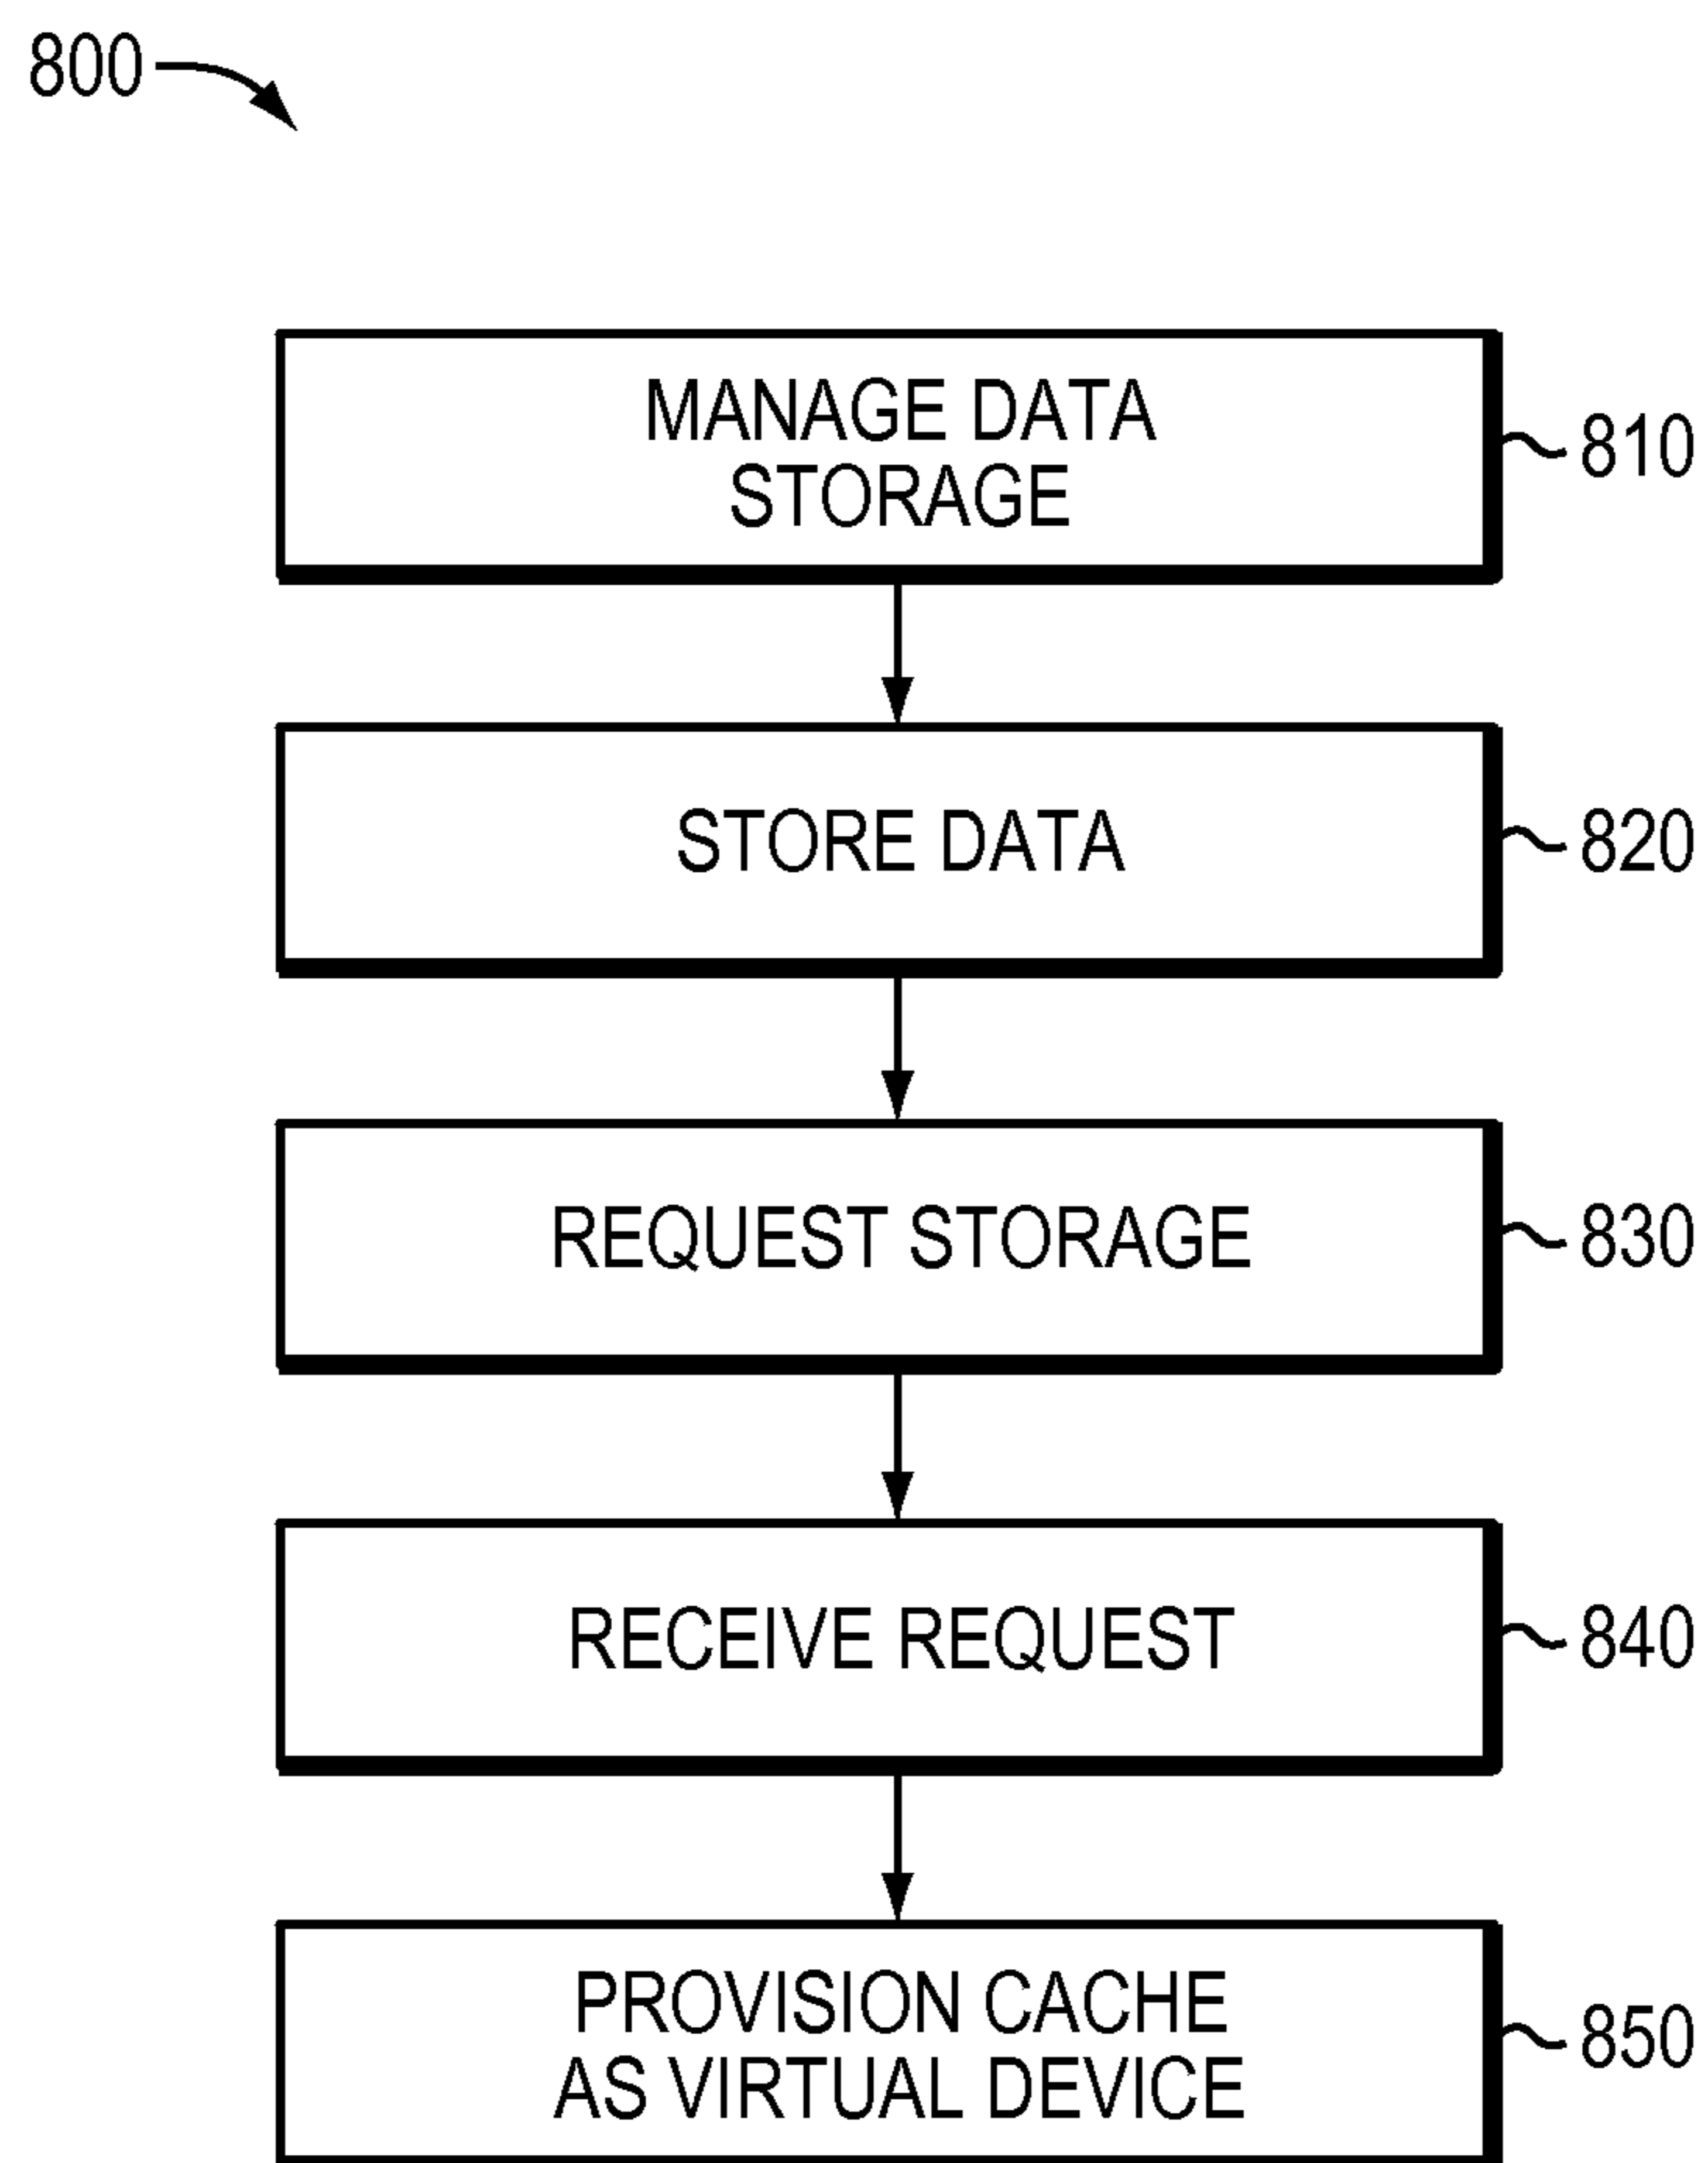 800
MANAGE DATA
STORAGE
810
STORE DATA
820
REQUEST STORAGE
830
RECEIVE REQUEST
840
PROVISION CACHE
AS VIRTUAL DEVICE
850